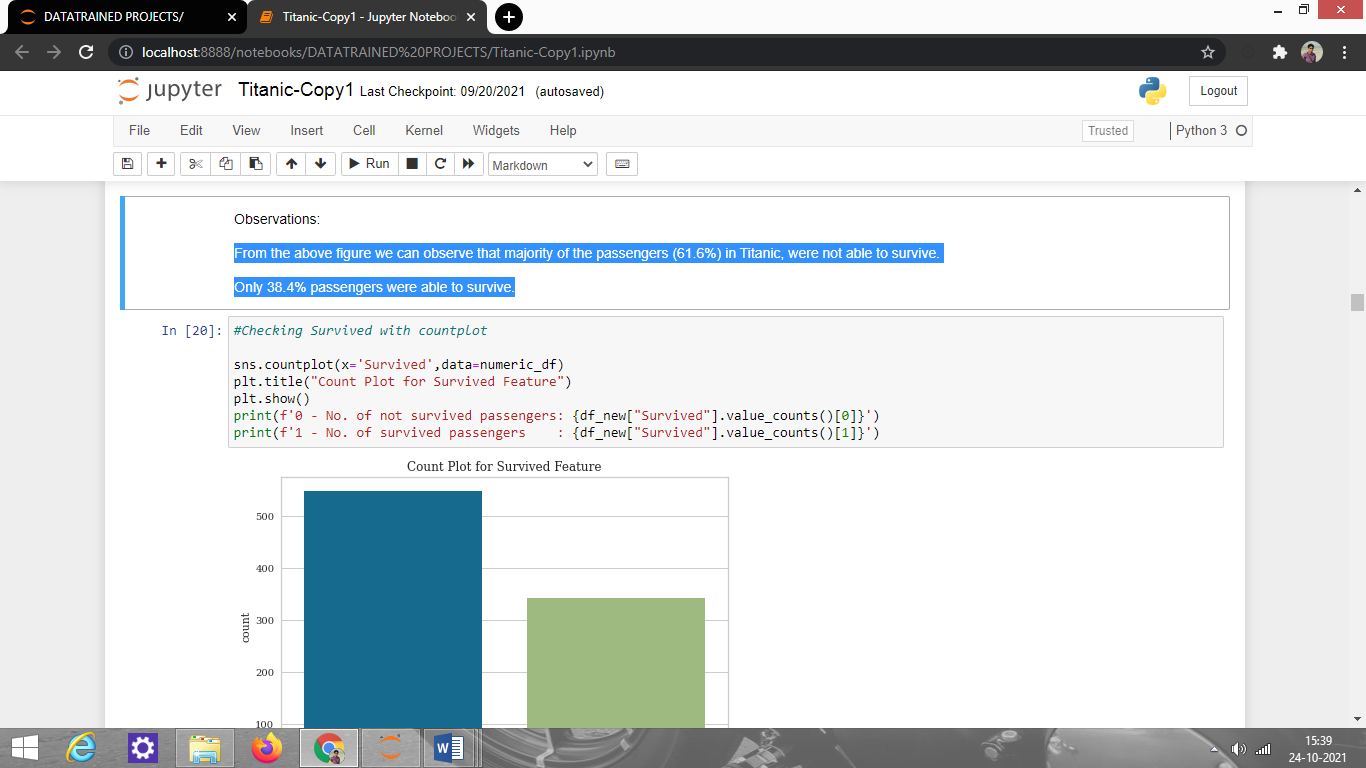 DATATRAINED PROJECTS/
Titanic-Copy1 - Jupyter Noteboo
localhost:8888/notebooks/DATATRAINED%20PROJECTS/Titanic-Copy1.ipynb
jupyter Titanic-Copy1 Last Checkpoint: 09/20/2021 (autosaved)
Logout
File Edit View Insert Cell Kernel Widgets Help
Trusted
Python 3
Run
Markdown
Observations:
From the above figure we can observe that majority of the passengers (61.6%) in Titanic, were not able to survive.
Only 38.4% passengers were able to survive.
In [20]:
#Checking Survived with countplot
sns.countplot(x='Survived',data=numeric_df)
plt.title("Count Plot for Survived Feature")
plt.show()
print(f'0 - No. of not survived passengers: {df_new["Survived"].value_counts()[0]}')
print(f'1 - No. of survived passengers    : {df_new["Survived"].value_counts()[1]}')
Count Plot for Survived Feature
500
400
300
200
100
count
W
15:39
24-10-2021